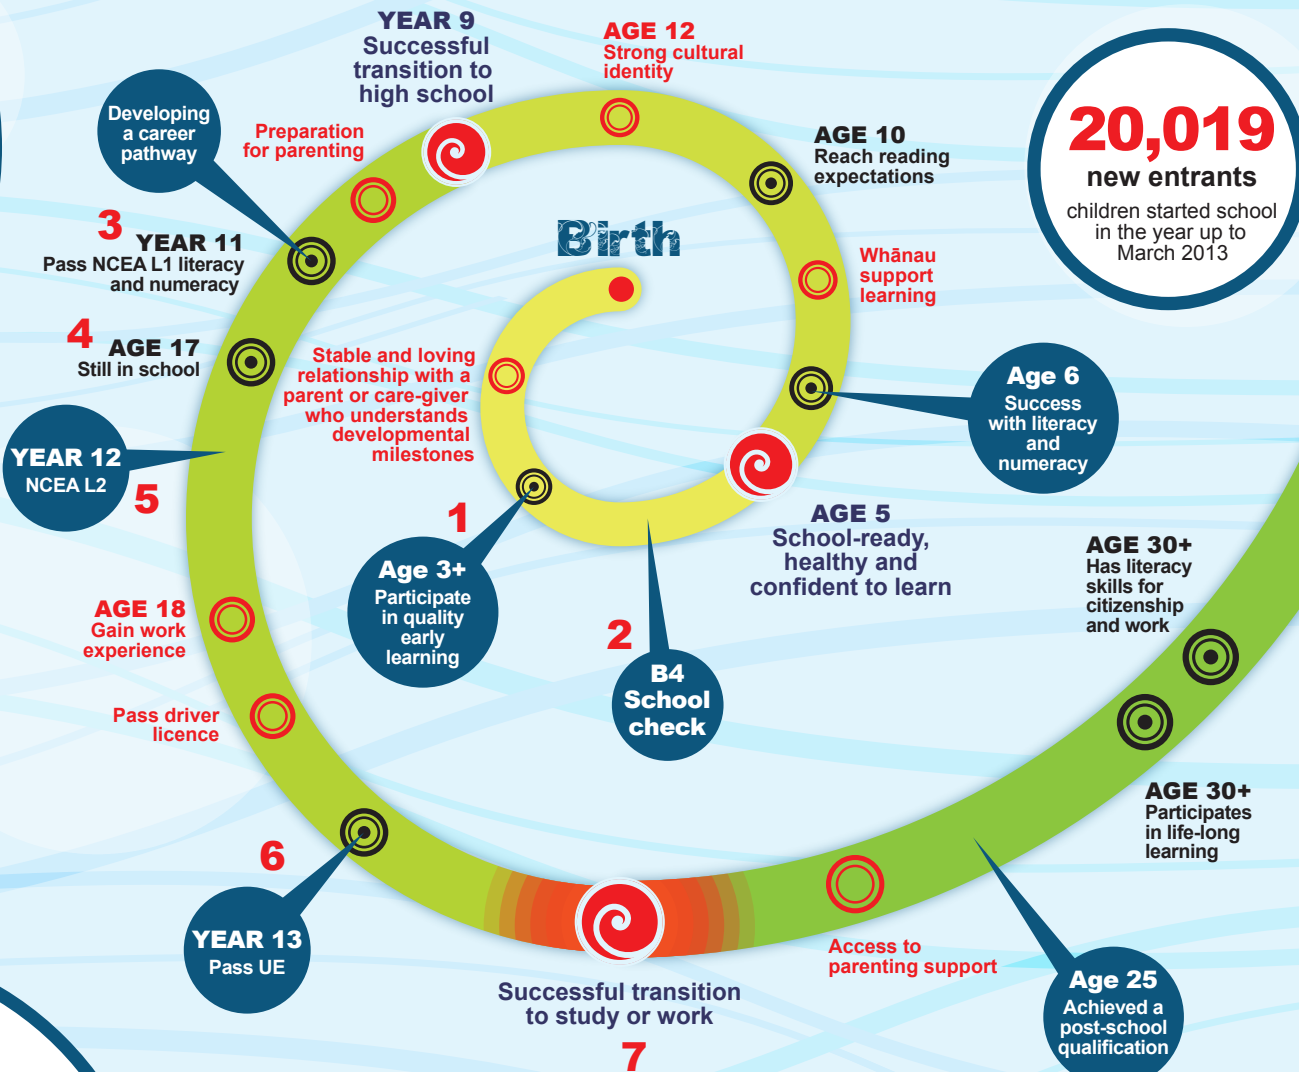 YEAR 9
Successful
transition to
high school
AGE 12
Strong cultural
identity
Developing
a career
pathway
Preparation
for parenting
AGE 10
Reach reading
expectations
20,019
new entrants
children started school
in the year up to
March 2013
Birth
3
YEAR 11
Pass NCEA L1 literacy
and numeracy
Whānau
support
learning
4
AGE 17
Still in school
Stable and loving
relationship with a
parent or care-giver
who understands
developmental
milestones
Age 6
Success
with literacy
and
numeracy
YEAR 12
NCEA L2
5
1
Age 3+
Participate
in quality
early
learning
AGE 5
School-ready,
healthy and
confident to learn
AGE 30+
Has literacy
skills for
citizenship
and work
AGE 18
Gain work
experience
2
B4
School
check
Pass driver
licence
AGE 30+
Participates
in life-long
learning
6
YEAR 13
Pass UE
Access to
parenting support
Age 25
Achieved a
post-school
qualification
Successful transition
to study or work
7